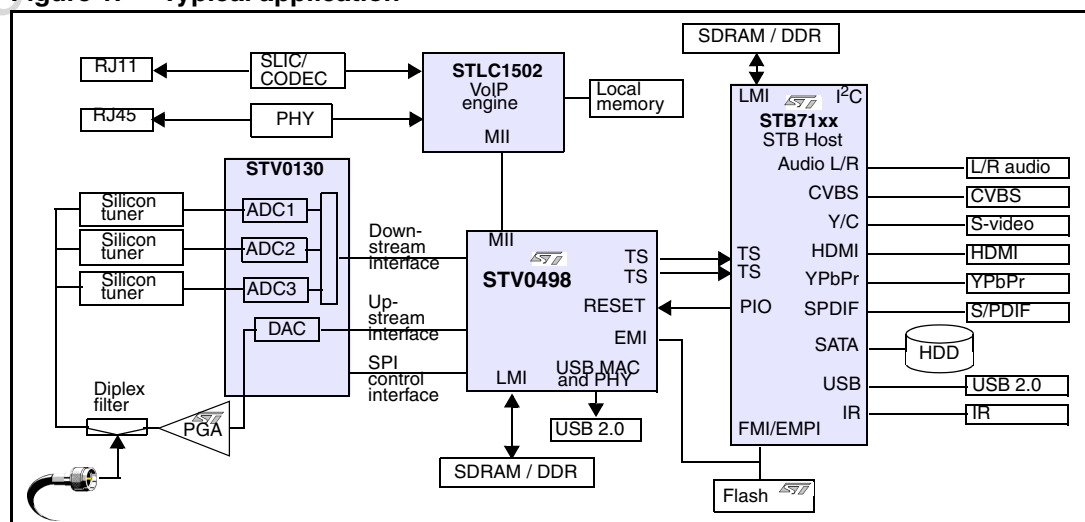 SDRAM / DDR
RJ11
SLIC/
CODEC
STLC1502
VoIP
engine
MII
Local
memory
RJ45
PHY
LMI
I2C
STB71xx
STB Host
Audio L/R
CVBS
Y/C
HDMI
YPbPr
SPDIF
SATA
USB
IR
FMI/EMPI
TS
TS
PIO
L/R audio
CVBS
S-video
HDMI
YPbPr
S/PDIF
HDD
USB 2.0
IR
STV0130
Silicon
tuner
Silicon
tuner
Silicon
tuner
ADC1
ADC2
ADC3
DAC
Down-
stream
interface
Up-
stream
interface
SPI
control
interface
MII
STV0498
TS
TS
RESET
EMI
USB MAC
and PHY
LMI
USB 2.0
SDRAM / DDR
Diplex
filter
PGA
Flash